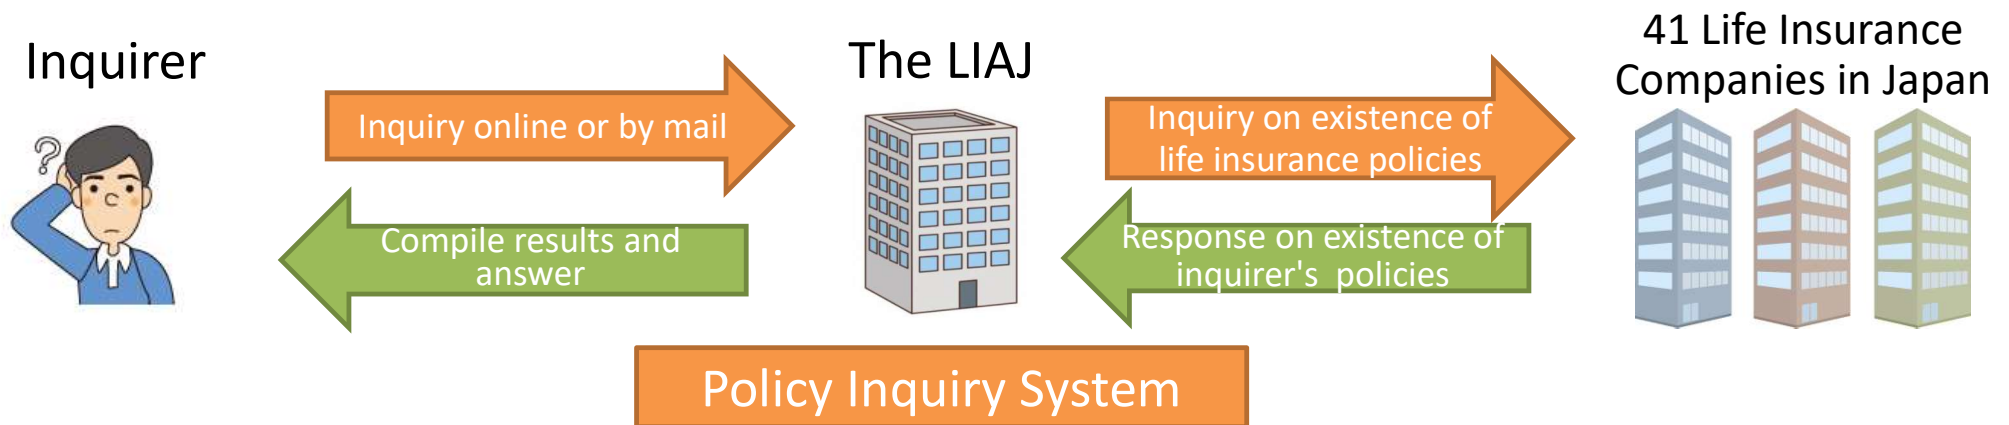 Inquirer
The LIAJ
41 Life Insurance
Companies in Japan
Inquiry online or by mail
Inquiry on existence of
life insurance policies
?
Compile results and
answer
Response on existence of
inquirer's  policies
Policy Inquiry System